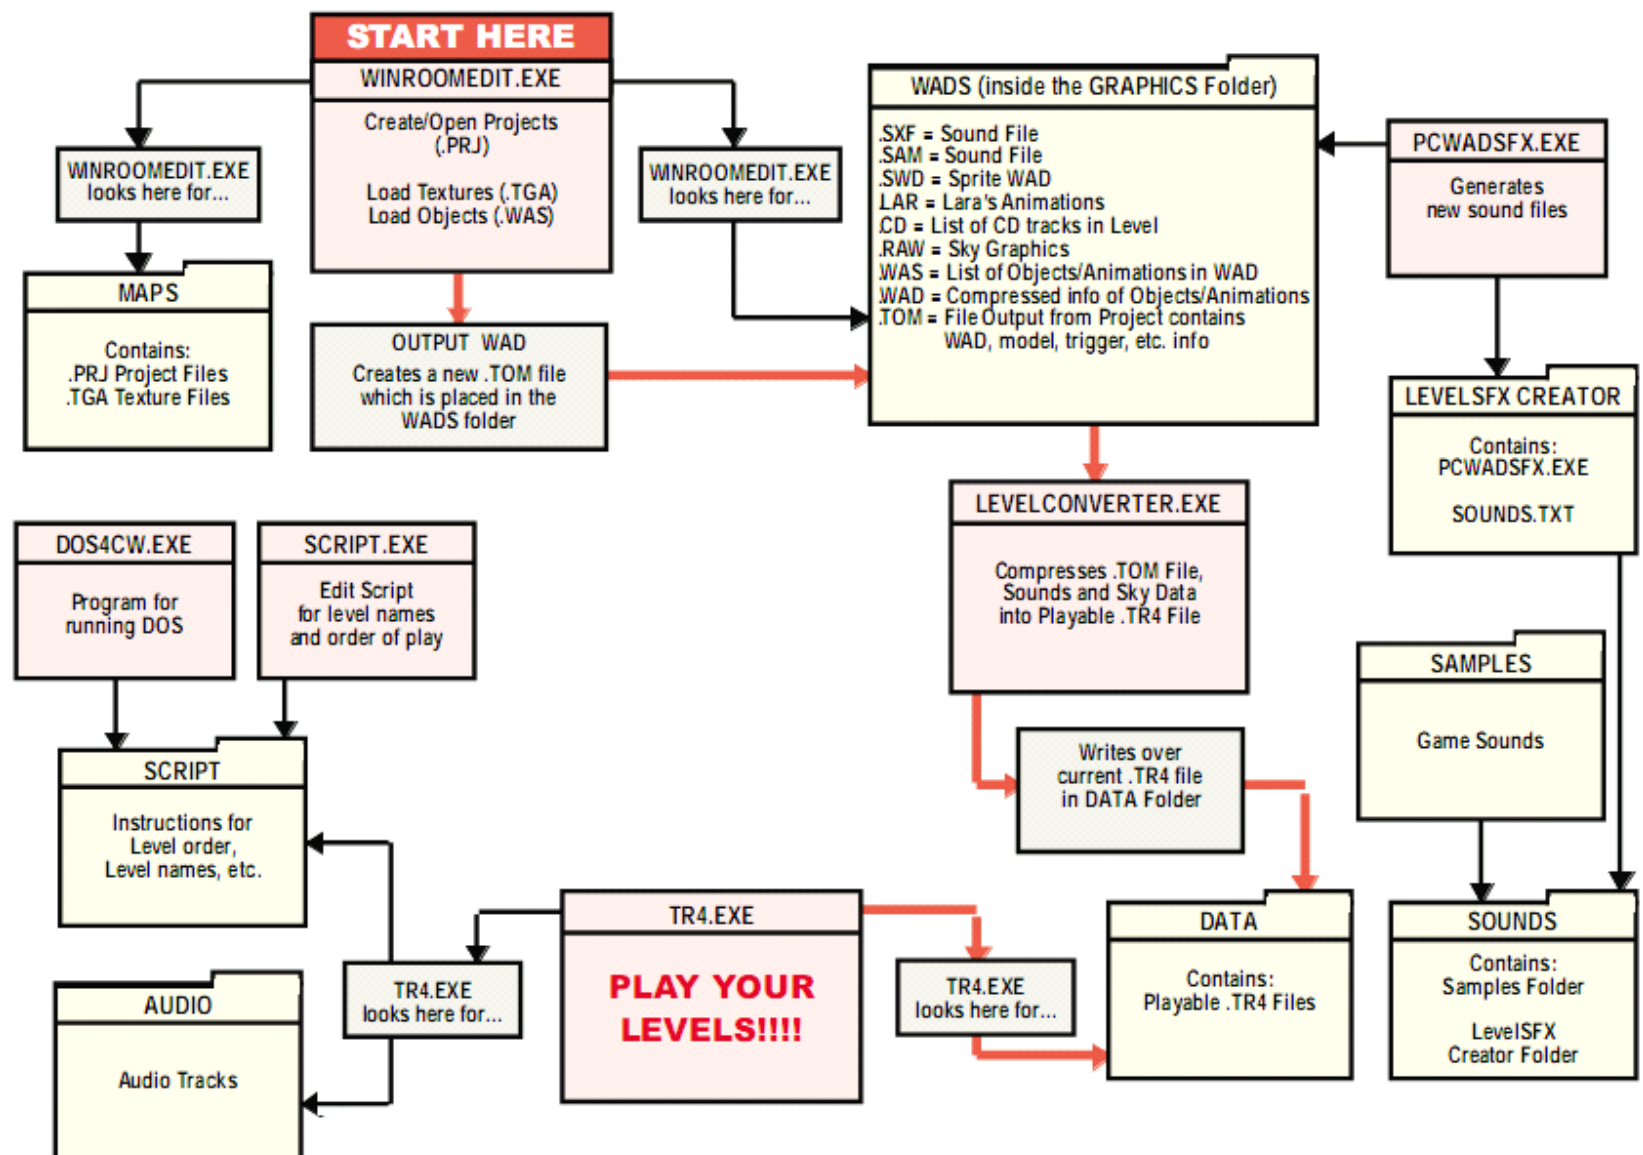 START HERE
WINROOMEDIT.EXE
Create/Open Projects
(.PRJ)
Load Textures (.TGA)
Load Objects (.WAS)
WINROOMEDIT.EXE
looks here for...
WINROOMEDIT.EXE
looks here for...
MAPS
Contains:
.PRJ Project Files
.TGA Texture Files
OUTPUT WAD
Creates a new .TOM file
which is placed in the
WADS folder
WADS (inside the GRAPHICS Folder)
.SXF = Sound File
.SAM = Sound File
.SWD = Sprite WAD
.LAR = Lara's Animations
.CD = List of CD tracks in Level
.RAW = Sky Graphics
.WAS = List of Objects/Animations in WAD
.WAD = Compressed info of Objects/Animations
.TOM = File Output from Project contains
WAD, model, trigger, etc. info
PCWADSFX.EXE
Generates
new sound files
LEVELSFX CREATOR
Contains:
PCWADSFX.EXE
SOUNDS.TXT
LEVELCONVERTER.EXE
Compresses .TOM File,
Sounds and Sky Data
into Playable .TR4 File
DOS4CW.EXE
Program for
running DOS
SCRIPT.EXE
Edit Script
for level names
and order of play
SAMPLES
Game Sounds
Writes over
current .TR4 file
in DATA Folder
SCRIPT
Instructions for
Level order,
Level names, etc.
TR4.EXE
PLAY YOUR
LEVELS!!!!
TR4.EXE
looks here for...
TR4.EXE
looks here for...
DATA
Contains:
Playable .TR4 Files
SOUNDS
Contains:
Samples Folder
LevelSFX
Creator Folder
AUDIO
Audio Tracks